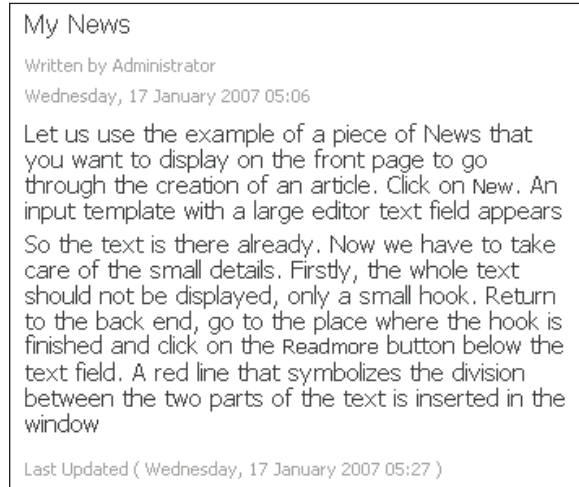 My News
Written by Administrator
Wednesday, 17 January 2007 05:06
Let us use the example of a piece of News that
you want to display on the front page to go
through the creation of an article. Click on New. An
input template with a large editor text field appears
So the text is there already. Now we have to take
care of the small details. Firstly, the whole text
should not be displayed, only a small hook. Return
to the back end, go to the place where the hook is
finished and click on the Readmore button below the
text field. A red line that symbolizes the division
between the two parts of the text is inserted in the
window
Last Updated ( Wednesday, 17 January 2007 05:27 )